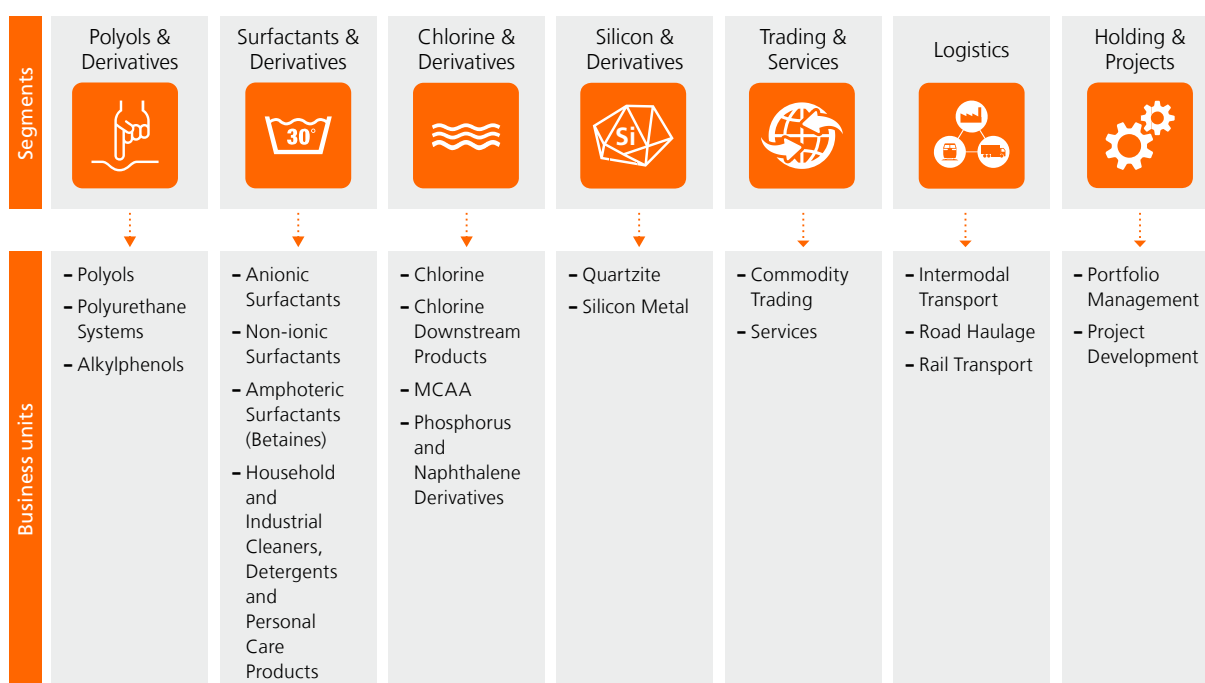 Segments
Polyols &
Derivatives
Surfactants &
Derivatives
30°
Chlorine &
Derivatives
Silicon &
Derivatives
Si
Trading &
Services
Logistics
Holding &
Projects
Business units
– Polyols
– Polyurethane
Systems
– Alkylphenols
– Anionic
Surfactants
– Non-ionic
Surfactants
– Amphoteric
Surfactants
(Betaines)
– Household
and
Industrial
Cleaners,
Detergents
and
Personal
Care
Products
– Chlorine
– Chlorine
Downstream
Products
– MCAA
– Phosphorus
and
Naphthalene
Derivatives
– Quartzite
– Silicon Metal
– Commodity
Trading
– Services
– Intermodal
Transport
– Road Haulage
– Rail Transport
– Portfolio
Management
– Project
Development